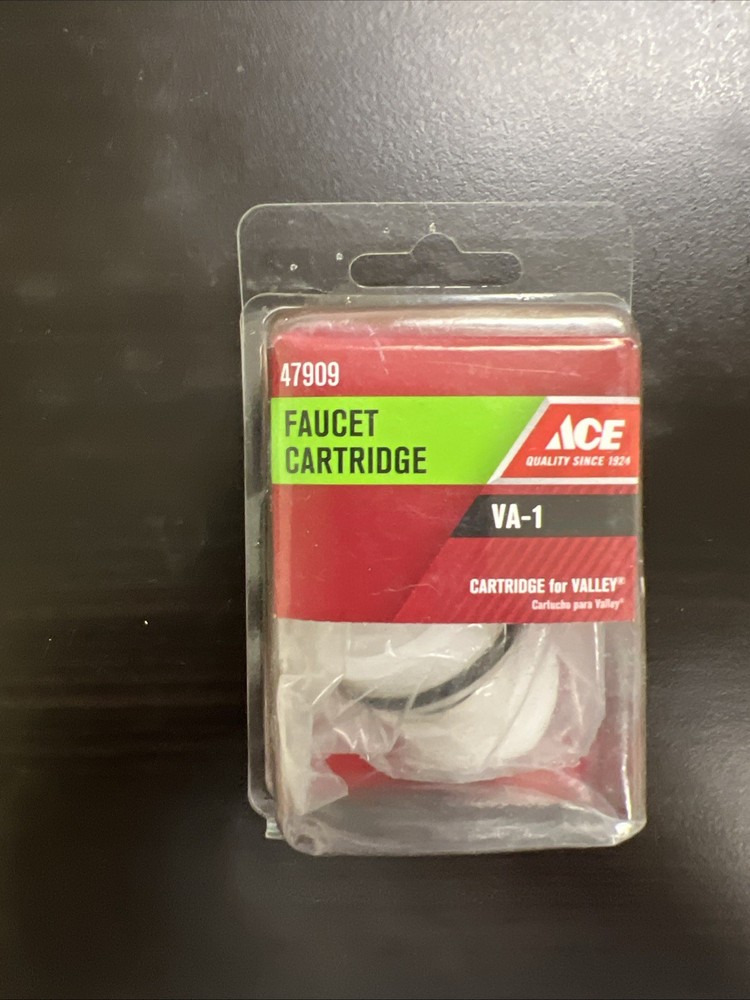 47909
FAUCET
CARTRIDGE
ACE
QUALITY SINCE 1924
VA-1
CARTRIDGE for VALLEY®
Cartucho para Valley®